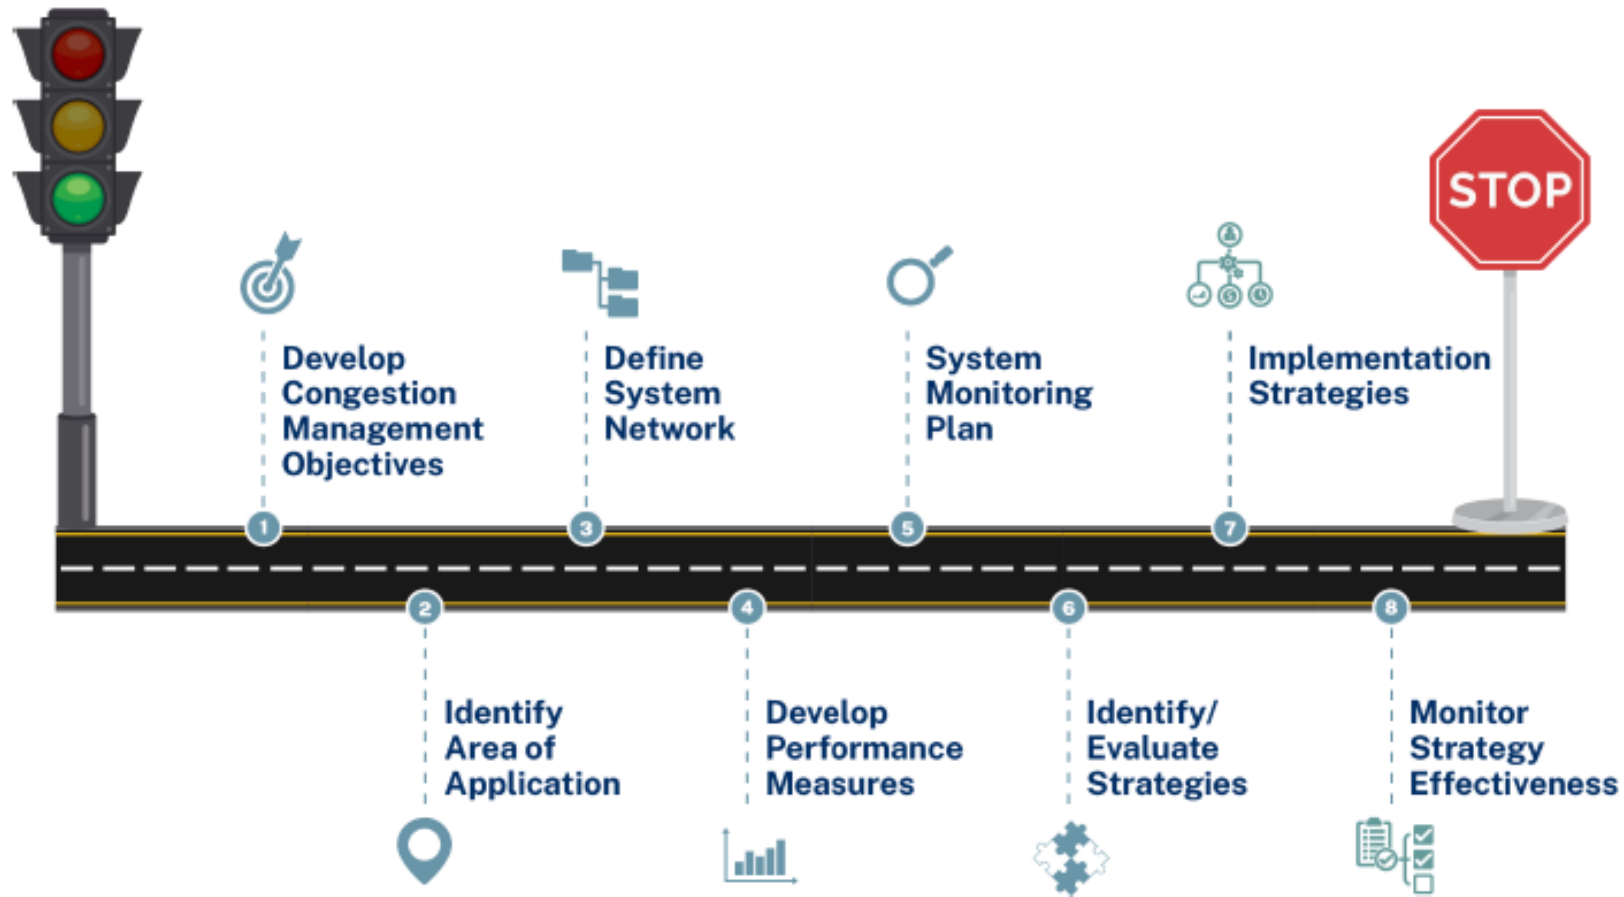 STOP
1
Develop
Congestion
Management
Objectives
2
Identify
Area of
Application
3
Define
System
Network
4
Develop
Performance
Measures
5
System
Monitoring
Plan
6
Identify/
Evaluate
Strategies
7
Implementation
Strategies
8
Monitor
Strategy
Effectiveness